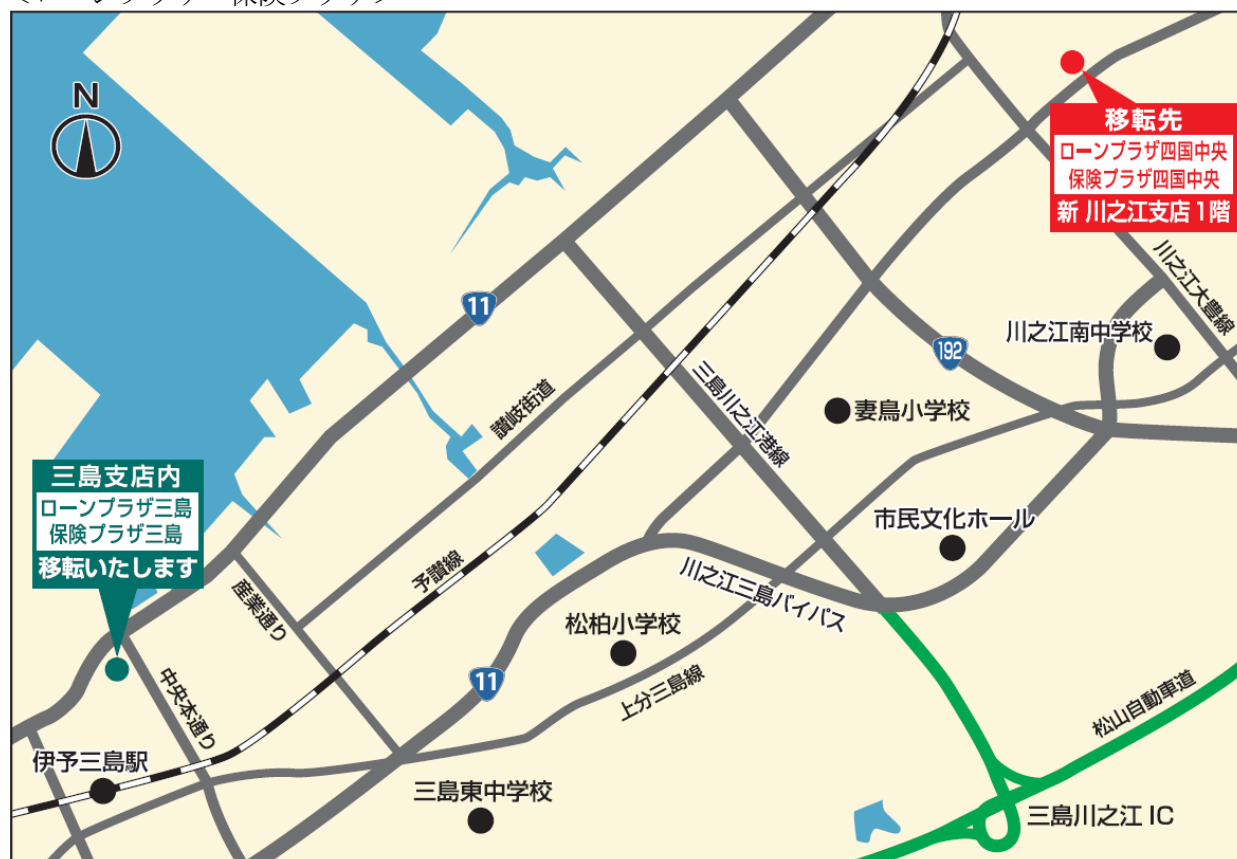 N
移転先
ローンプラザ四国中央
保険プラザ四国中央
新 川之江支店1階
川之江大豊線
11
川之江南中学校
192
三島川之江港線
妻鳥小学校
讃岐街道
三島支店内
ローンプラザ三島
保険プラザ三島
移転いたします
市民文化ホール
予讃線
川之江三島バイパス
産業通り
松柏小学校
11
上分三島線
中央本通り
松山自動車道
伊予三島駅
三島東中学校
三島川之江 IC